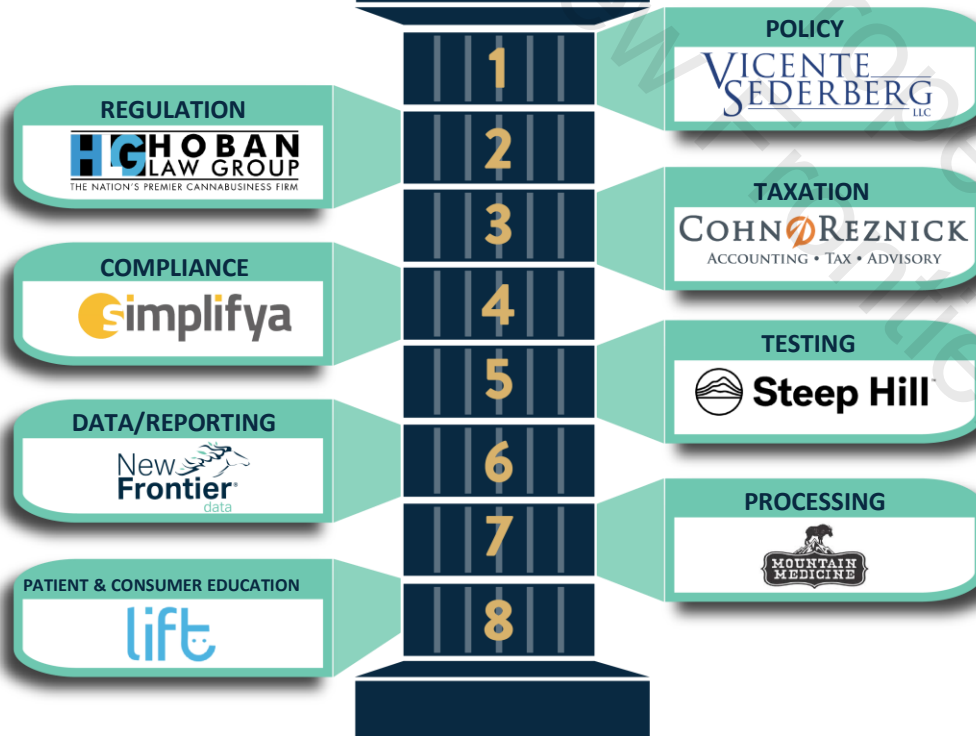 1
POLICY
VICENTE
SEDERBERG
LLC
2
REGULATION
HG HOBAN
LAW GROUP
THE NATION'S PREMIER CANNABUSINESS FIRM
3
TAXATION
COHN REZNICK
ACCOUNTING • TAX • ADVISORY
4
COMPLIANCE
simplifya
5
TESTING
Steep Hill
6
DATA/REPORTING
New
Frontier
data
7
PROCESSING
MOUNTAIN
MEDICINE
8
PATIENT & CONSUMER EDUCATION
lift